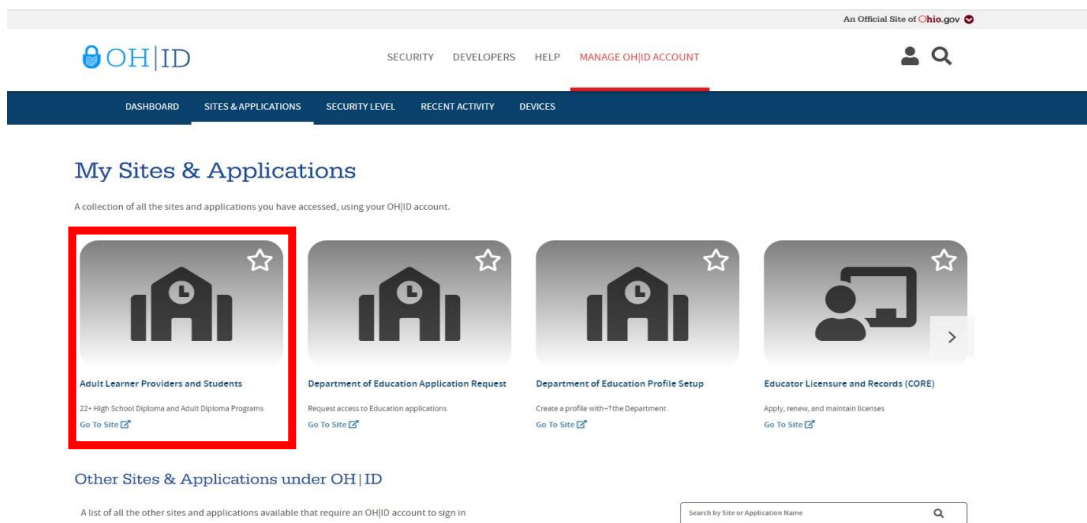 An Official Site of Ohio.gov
OH|ID
SECURITY DEVELOPERS HELP MANAGE OH|ID ACCOUNT
DASHBOARD SITES & APPLICATIONS SECURITY LEVEL RECENT ACTIVITY DEVICES
My Sites & Applications
A collection of all the sites and applications you have accessed, using your OH|ID account.
Adult Learner Providers and Students
22+ High School Diploma and Adult Diploma Programs
Go To Site
Department of Education Application Request
Request access to Education applications
Go To Site
Department of Education Profile Setup
Create a profile with¬†the Department
Go To Site
Educator Licensure and Records (CORE)
Apply, renew, and maintain licenses
Go To Site
Other Sites & Applications under OH|ID
A list of all the other sites and applications available that require an OH|ID account to sign in
Search by Site or Application Name